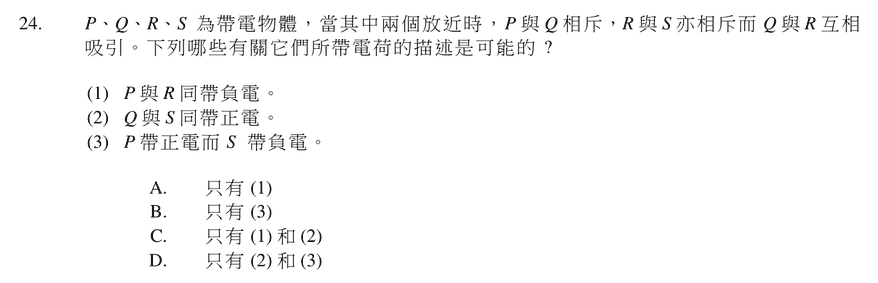 24. P、Q、R、S 為帶電物體，當其中兩個放近時，P 與 Q 相斥，R 與 S 亦相斥而 Q 與 R 互相
吸引。下列哪些有關它們所帶電荷的描述是可能的？
(1) P 與 R 同帶負電。
(2) Q 與 S 同帶正電。
(3) P 帶正電而 S 帶負電。
A. 只有 (1)
B. 只有 (3)
C. 只有 (1) 和 (2)
D. 只有 (2) 和 (3)